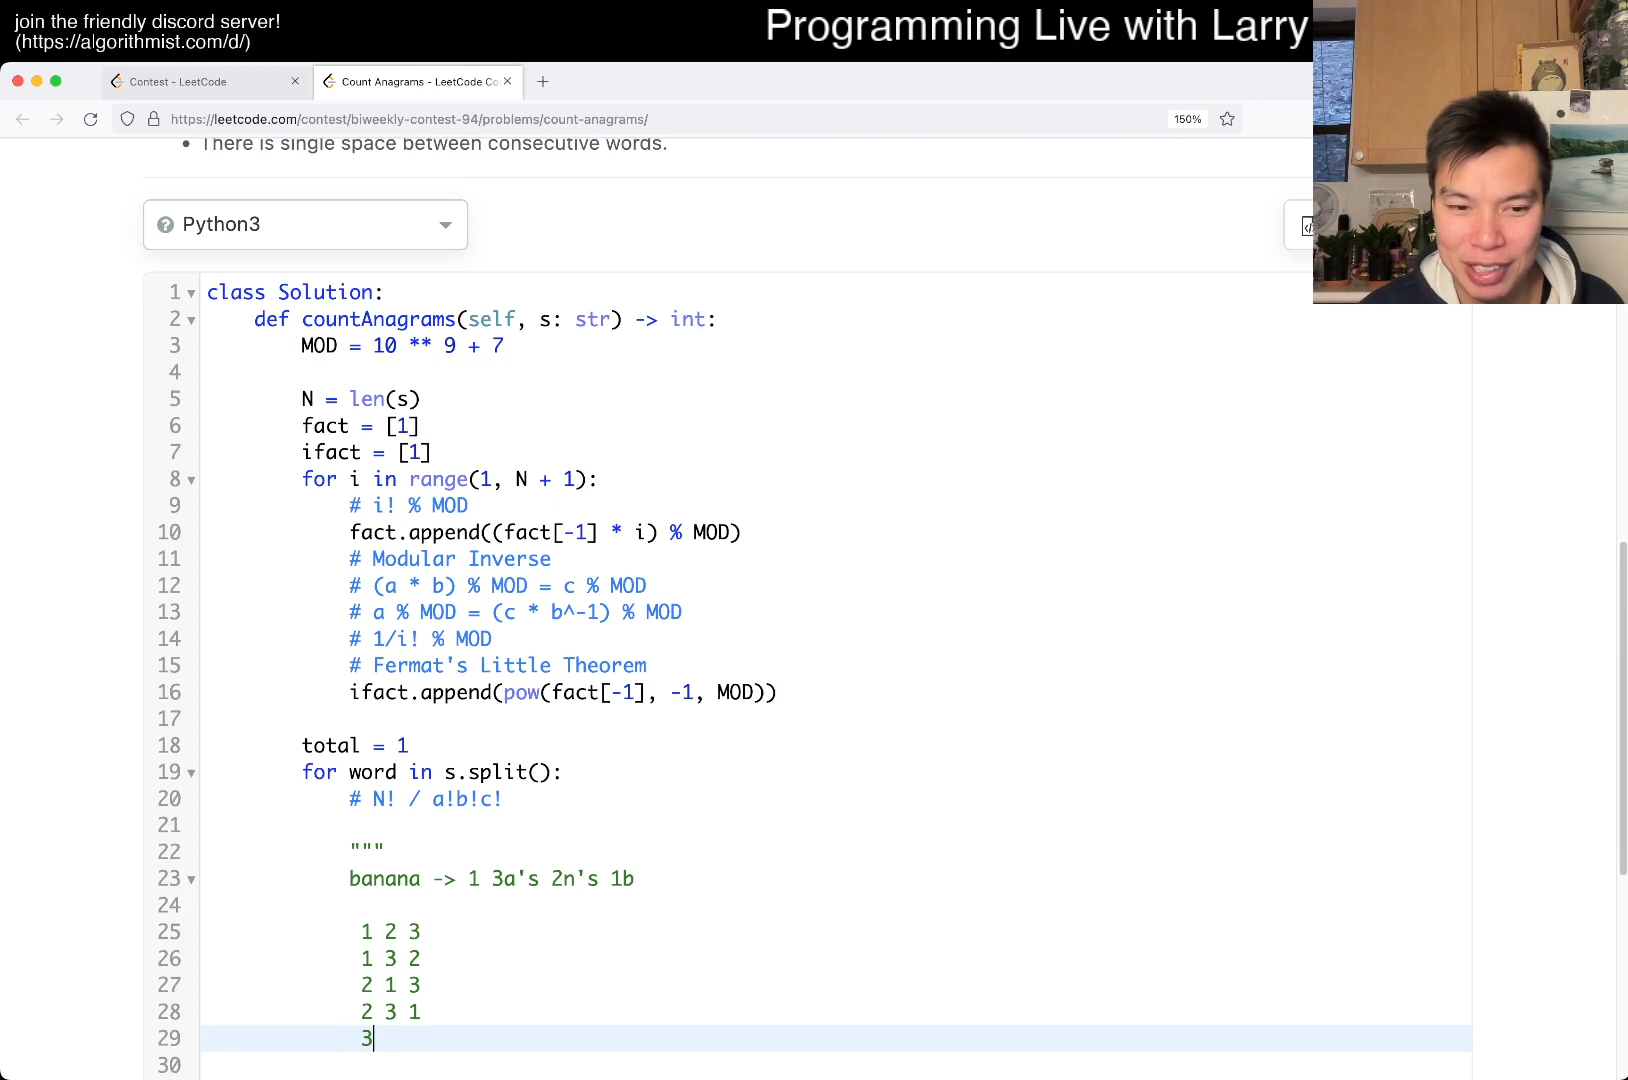 join the friendly discord server!
(https://algorithmist.com/d/)
Programming Live with Larry
Contest - LeetCode
Count Anagrams - LeetCode Co
https://leetcode.com/contest/biweekly-contest-94/problems/count-anagrams/
150%
There is single space between consecutive words.
Python3
1 class Solution:
2 def countAnagrams(self, s: str) -> int:
3 MOD = 10 ** 9 + 7
4
5 N = len(s)
6 fact = [1]
7 ifact = [1]
8 for i in range(1, N + 1):
9 # i! % MOD
10 fact.append((fact[-1] * i) % MOD)
11 # Modular Inverse
12 # (a * b) % MOD = c % MOD
13 # a % MOD = (c * b^-1) % MOD
14 # 1/i! % MOD
15 # Fermat's Little Theorem
16 ifact.append(pow(fact[-1], -1, MOD))
17
18 total = 1
19 for word in s.split():
20 # N! / a!b!c!
21
22 """
23 banana -> 1 3a's 2n's 1b
24
25 1 2 3
26 1 3 2
27 2 1 3
28 2 3 1
29 3
30